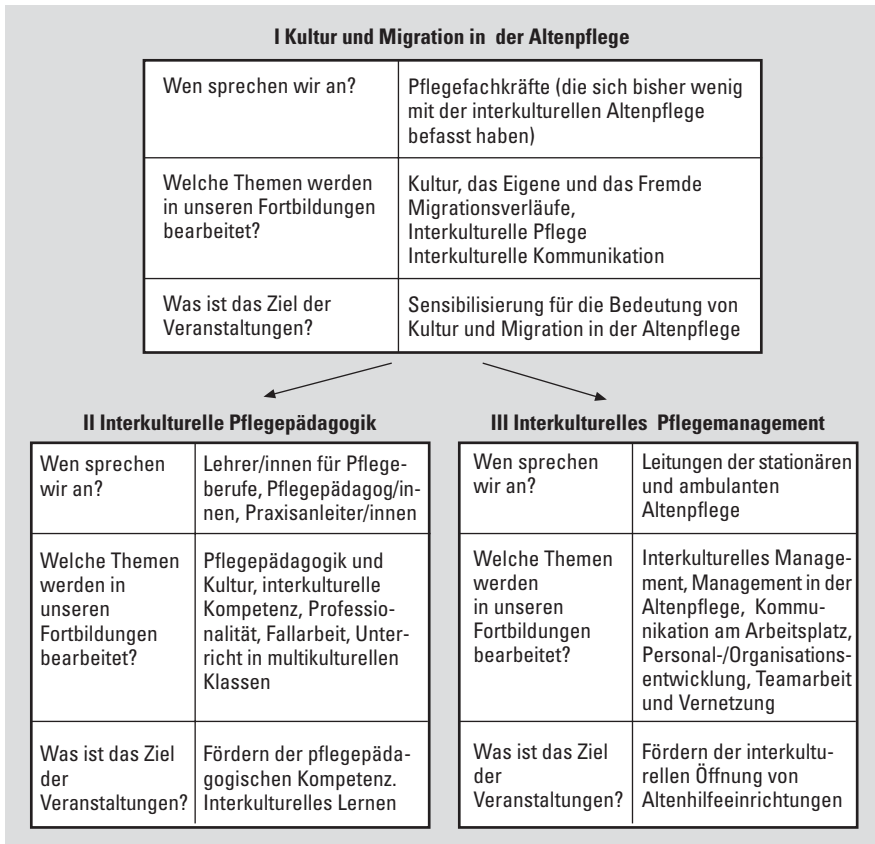 I Kultur und Migration in der Altenpflege
Wen sprechen wir an?
Pflegefachkräfte (die sich bisher wenig
mit der interkulturellen Altenpflege
befasst haben)
Welche Themen werden
in unseren Fortbildungen
bearbeitet?
Kultur, das Eigene und das Fremde
Migrationsverläufe,
Interkulturelle Pflege
Interkulturelle Kommunikation
Was ist das Ziel der
Veranstaltungen?
Sensibilisierung für die Bedeutung von
Kultur und Migration in der Altenpflege
II Interkulturelle Pflegepädagogik
Wen sprechen
wir an?
Lehrer/innen für Pflege-
berufe, Pflegepädagog/in-
nen, Praxisanleiter/innen
Welche Themen
werden in
unseren
Fortbildungen
bearbeitet?
Pflegepädagogik und
Kultur, interkulturelle
Kompetenz, Professio-
nalität, Fallarbeit, Unter-
richt in multikulturellen
Klassen
Was ist das Ziel
der
Veranstaltungen?
Fördern der pflegepäda-
gogischen Kompetenz.
Interkulturelles Lernen
III Interkulturelles Pflegemanagement
Wen sprechen
wir an?
Leitungen der stationären
und ambulanten
Altenpflege
Welche Themen
werden
in unseren
Fortbildungen
bearbeitet?
Interkulturelles Manage-
ment, Management in der
Altenpflege, Kommu-
nikation am Arbeitsplatz,
Personal-/Organisations-
entwicklung, Teamarbeit
und Vernetzung
Was ist das Ziel
der
Veranstaltungen?
Fördern der interkultu-
rellen Öffnung von
Altenhilfeeinrichtungen